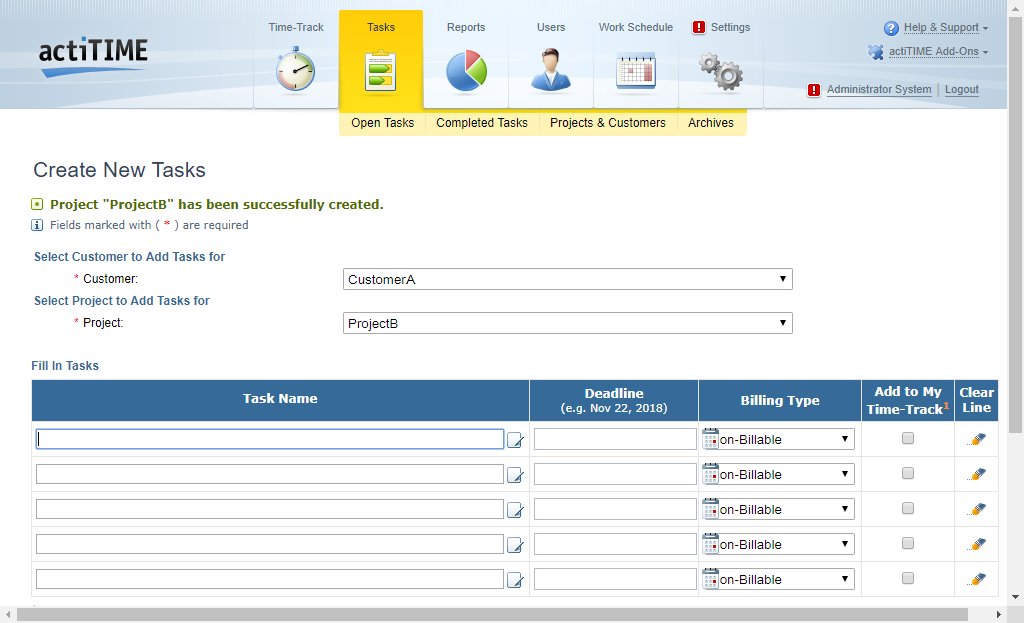 actiTIME
Time-Track
Tasks
Reports
Users
Work Schedule
Settings
Help & Support
actiTIME Add-Ons
Administrator System
Logout
Open Tasks
Completed Tasks
Projects & Customers
Archives
Create New Tasks
Project "ProjectB" has been successfully created.
Fields marked with ( * ) are required
Select Customer to Add Tasks for
* Customer:
CustomerA
Select Project to Add Tasks for
* Project:
ProjectB
Fill In Tasks
Task Name
Deadline
(e.g. Nov 22, 2018)
Billing Type
Add to My
Time-Track1
Clear
Line
on-Billable
on-Billable
on-Billable
on-Billable
on-Billable